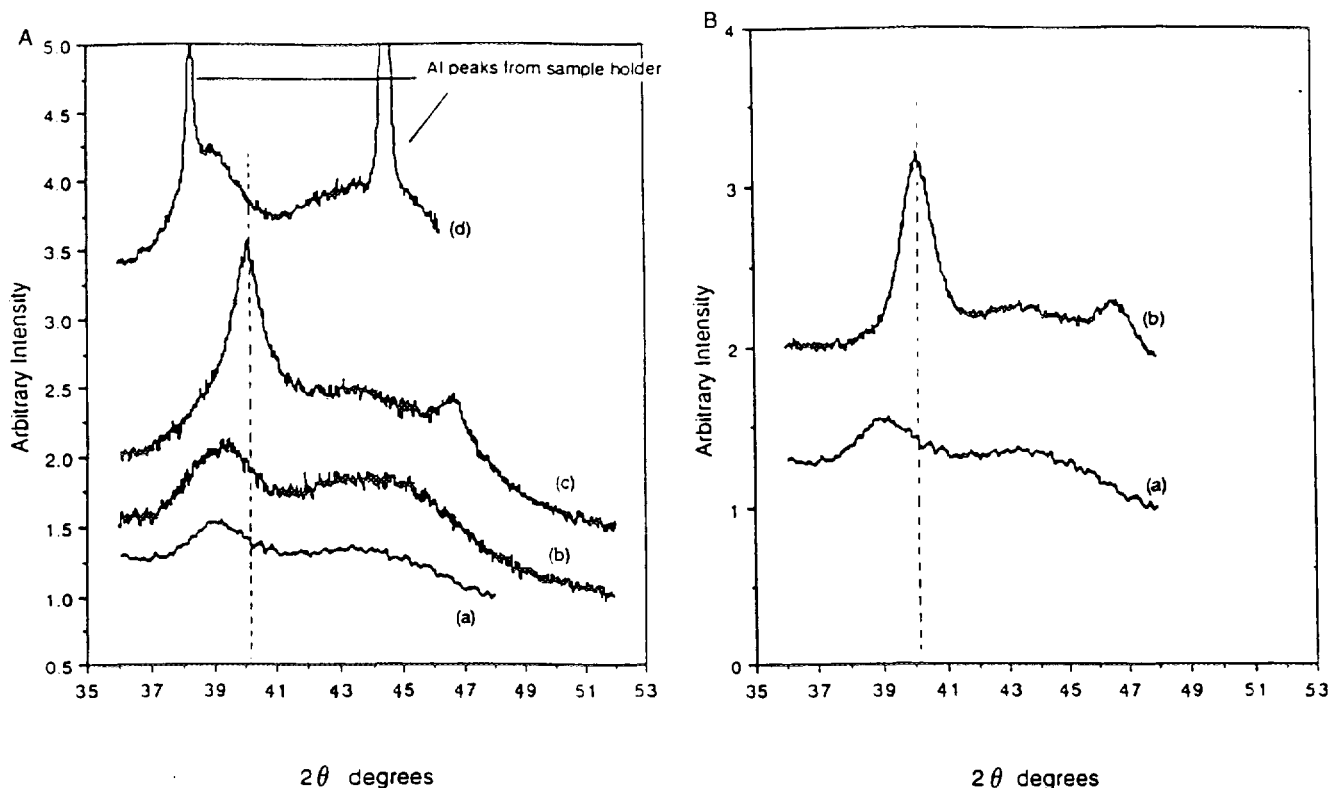 A
5.0
4.5
4.0
3.5
3.0
2.5
2.0
1.5
1.0
0.5
Arbitrary Intensity
Al peaks from sample holder
(d)
(c)
(b)
(a)
35 37 39 41 43 45 47 49 51 53
2θ degrees
B
4
3
2
1
0
Arbitrary Intensity
(b)
(a)
35 37 39 41 43 45 47 49 51 53
2θ degrees